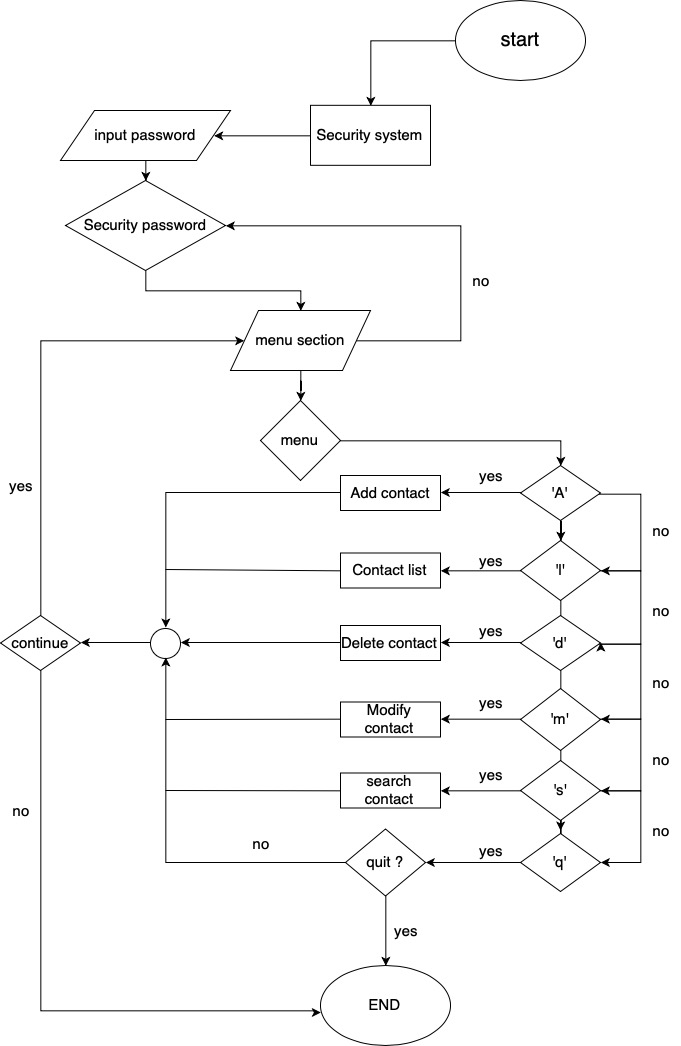 start
input password
Security system
Security password
no
menu section
menu
yes
yes
Add contact
'A'
no
yes
Contact list
'l'
no
yes
continue
Delete contact
'd'
no
yes
Modify
contact
'm'
no
yes
search
contact
's'
no
no
no
quit ?
yes
'q'
yes
END